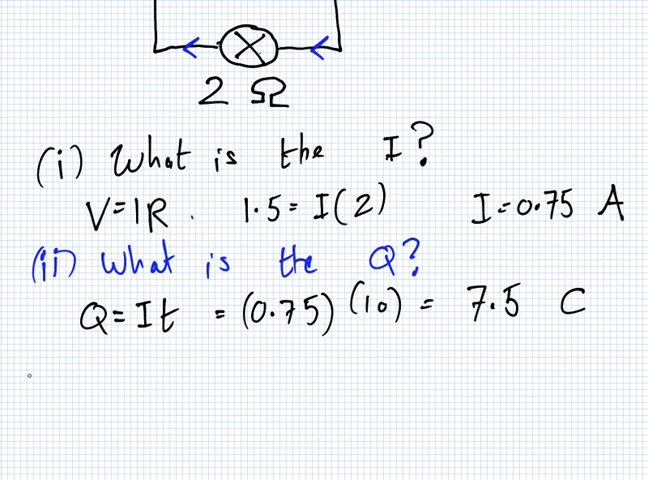 2 Ω
(i) What is the I?
V=IR. 1.5=I(2) I=0.75 A
(ii) What is the Q?
Q=It =(0.75)(10)= 7.5 C